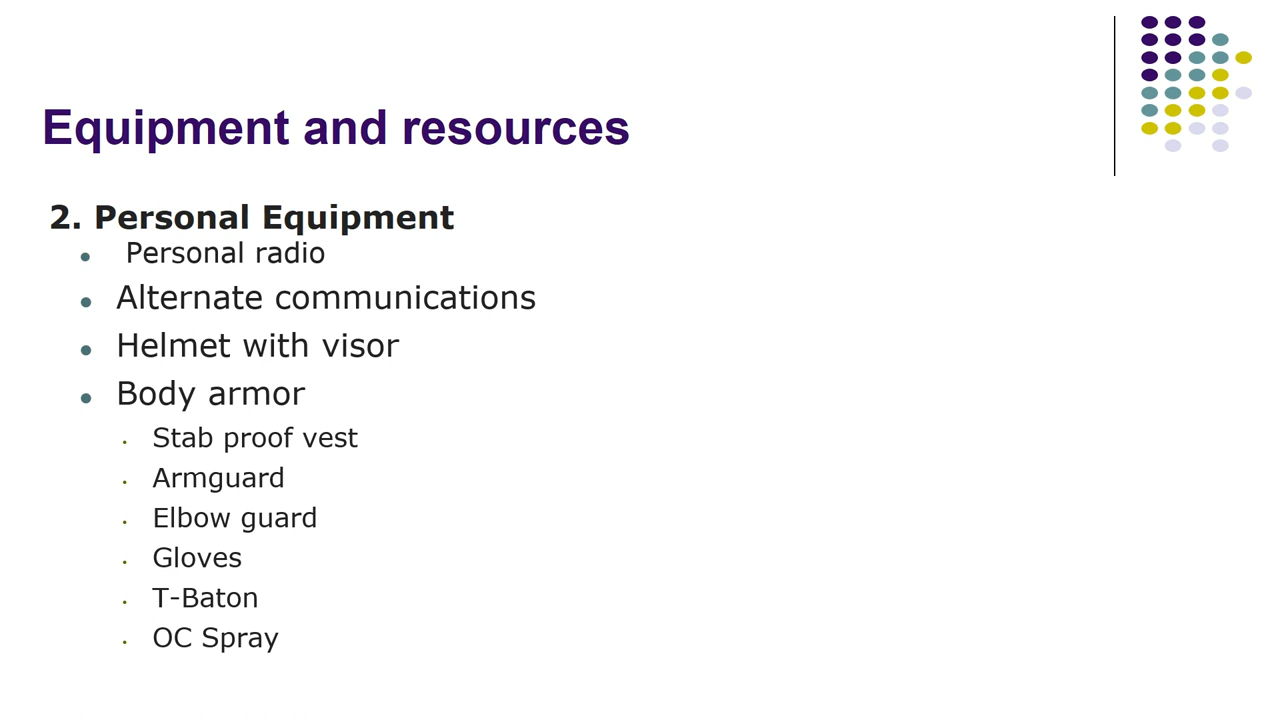 Equipment and resources
2. Personal Equipment
• Personal radio
• Alternate communications
• Helmet with visor
• Body armor
• Stab proof vest
• Armguard
• Elbow guard
• Gloves
• T-Baton
• OC Spray